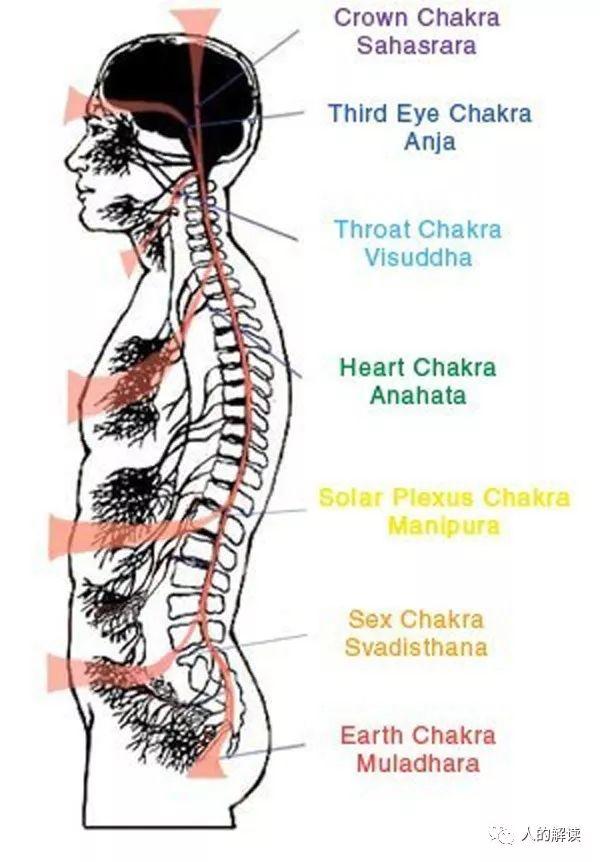 Crown Chakra
Sahasrara
Third Eye Chakra
Anja
Throat Chakra
Visuddha
Heart Chakra
Anahata
Solar Plexus Chakra
Manipura
Sex Chakra
Svadisthana
Earth Chakra
Muladhara
人的解读